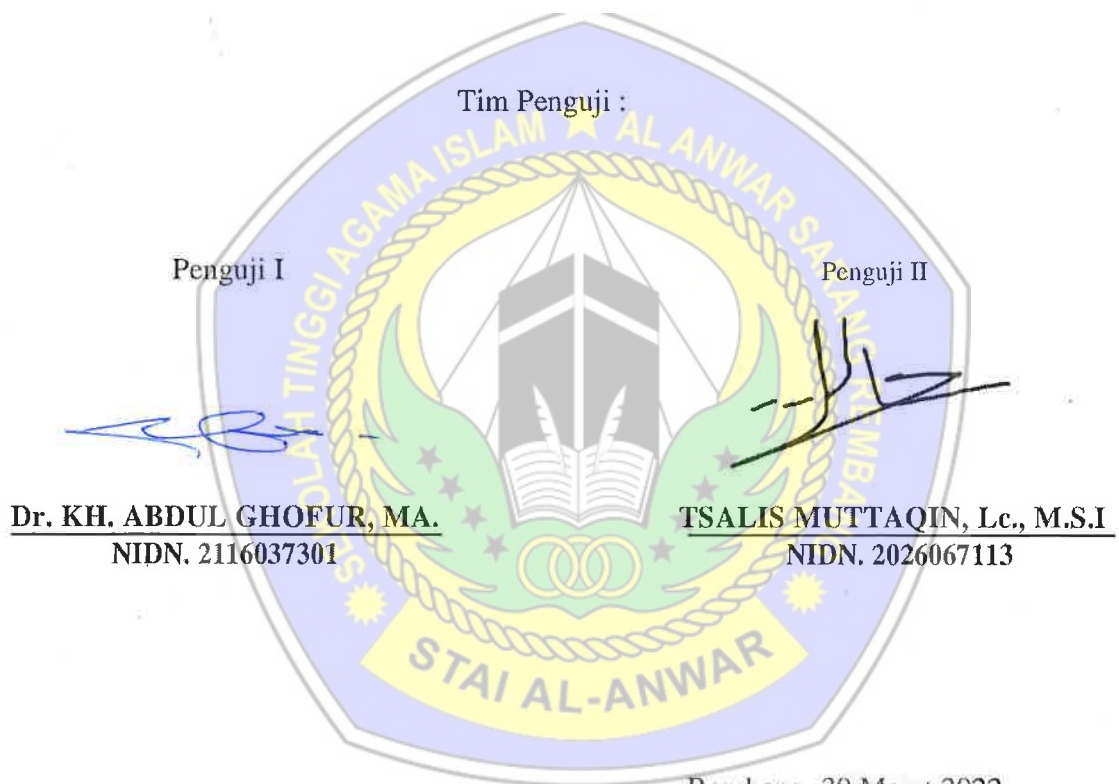 Tim Penguji :
SEKOLAH TINGGI AGAMA ISLAM ★ AL ANWAR SARANG REMBANG
Penguji I
Penguji II
Dr. KH. ABDUL GHOFUR, MA.
NIDN. 2116037301
TSALIS MUTTAQIN, Lc., M.S.I
NIDN. 2026067113
STAI AL-ANWAR